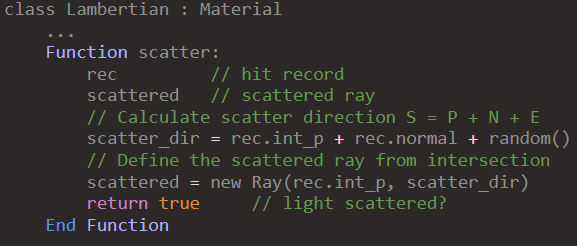 class Lambertian : Material
...
Function scatter:
rec // hit record
scattered // scattered ray
// Calculate scatter direction S = P + N + E
scatter_dir = rec.int_p + rec.normal + random()
// Define the scattered ray from intersection
scattered = new Ray(rec.int_p, scatter_dir)
return true // light scattered?
End Function